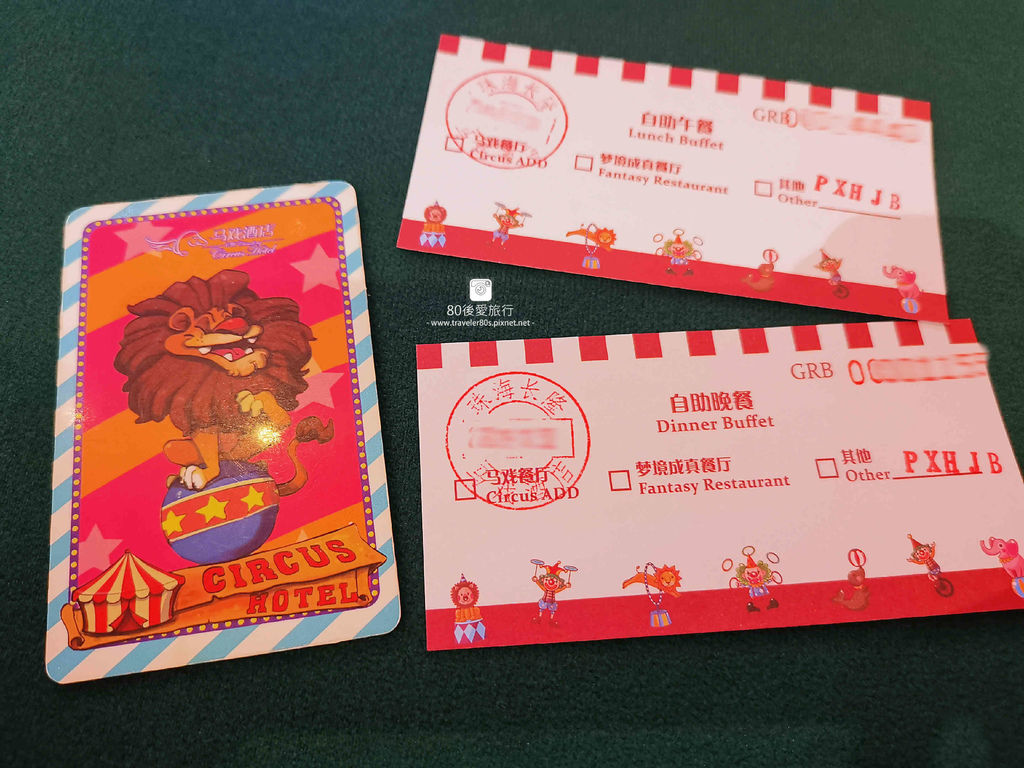 马戏酒店
Circus Hotel
CIRCUS
HOTEL
珠海长
自助午餐
Lunch Buffet
GRB
马戏餐厅
Circus ADD
梦境成真餐厅
Fantasy Restaurant
其他
Other
PXHJB
80後愛旅行
- www.traveler80s.pixnet.net -
珠海长隆
自助晚餐
Dinner Buffet
GRB
马戏餐厅
Circus ADD
梦境成真餐厅
Fantasy Restaurant
其他
Other
PXHJB